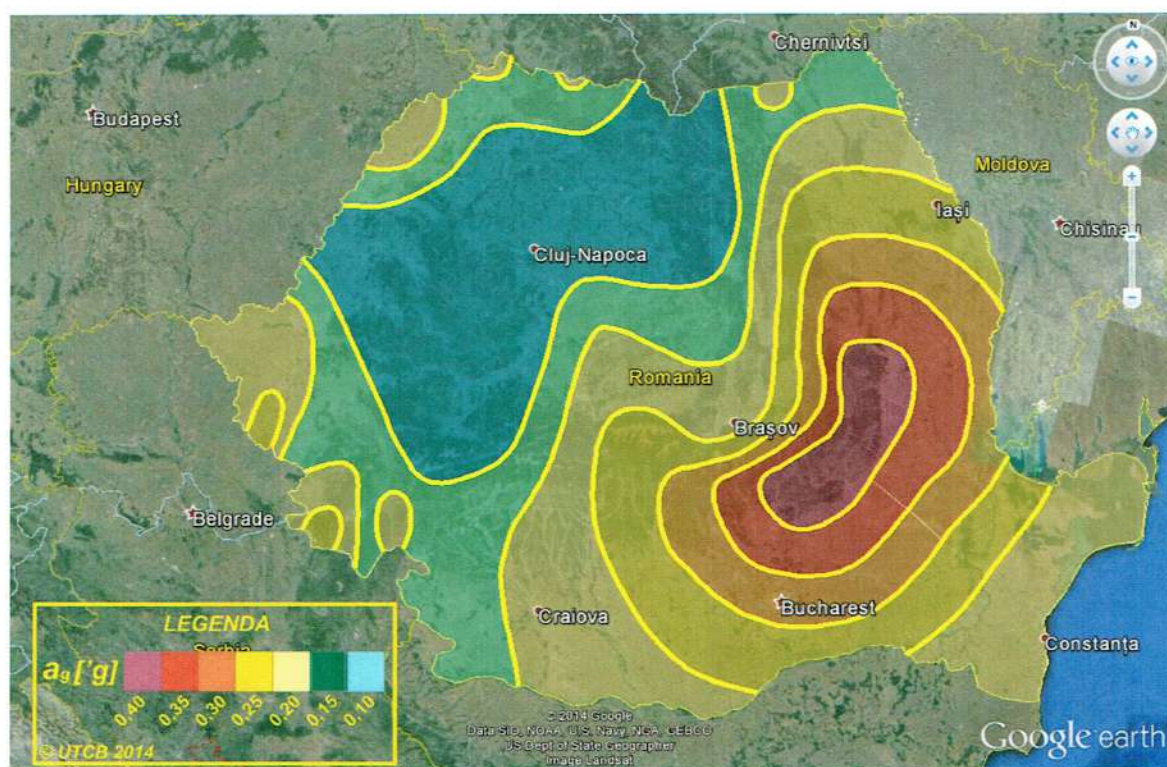 N
Chernivtsi
Budapest
Hungary
Moldova
Iași
Chisinau
Cluj-Napoca
Romania
Brașov
Belgrade
Craiova
Bucharest
Constanța
LEGENDA
Serbia
ag ['g]
0,40
0,35
0,30
0,25
0,20
0,15
0,10
© UTCB 2014
© 2014 Google
Data SIO, NOAA, U.S. Navy, NGA, GEBCO
US Dept of State Geographer
Image Landsat
Google earth